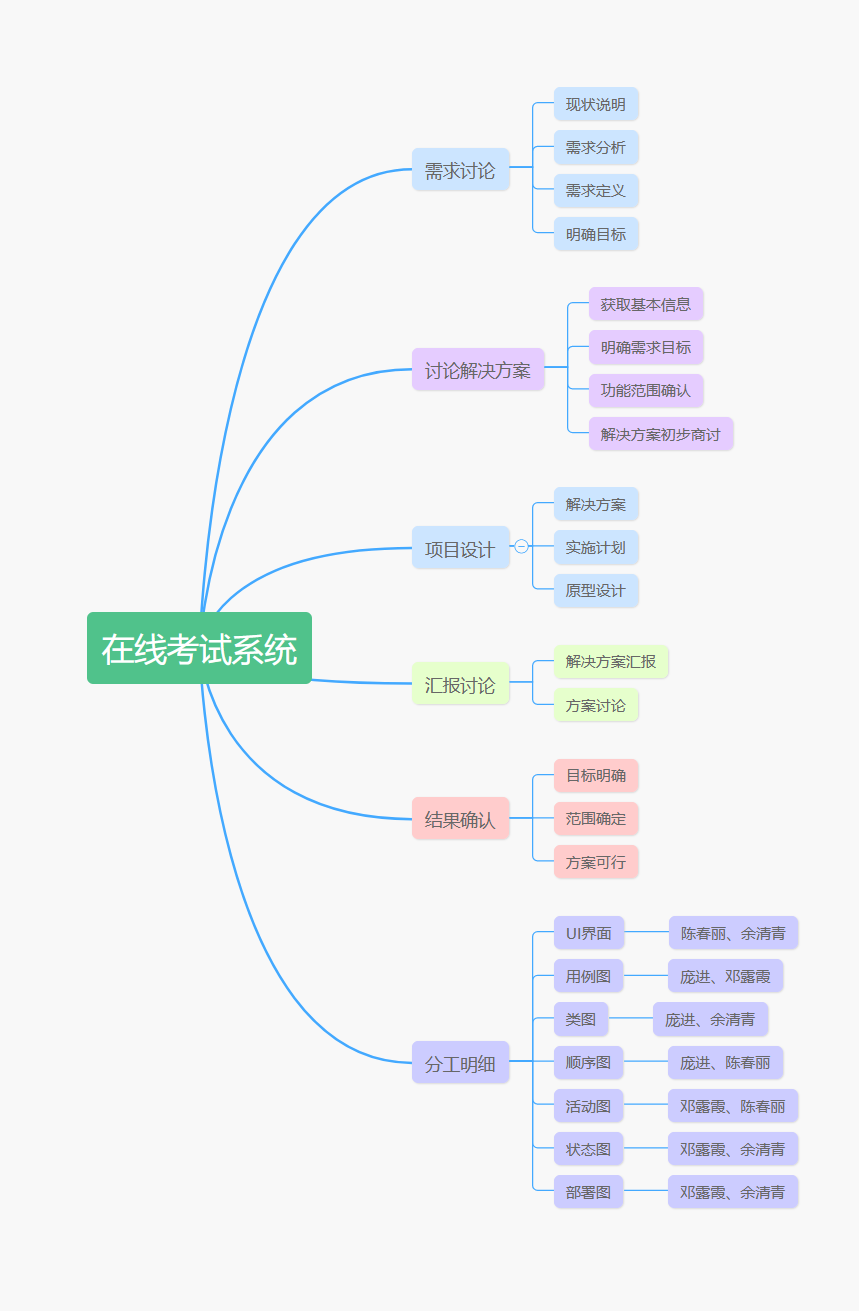 在线考试系统
需求讨论
现状说明
需求分析
需求定义
明确目标
讨论解决方案
获取基本信息
明确需求目标
功能范围确认
解决方案初步商讨
项目设计
解决方案
实施计划
原型设计
汇报讨论
解决方案汇报
方案讨论
结果确认
目标明确
范围确定
方案可行
分工明细
UI界面
陈春丽、余清青
用例图
庞进、邓露霞
类图
庞进、余清青
顺序图
庞进、陈春丽
活动图
邓露霞、陈春丽
状态图
邓露霞、余清青
部署图
邓露霞、余清青